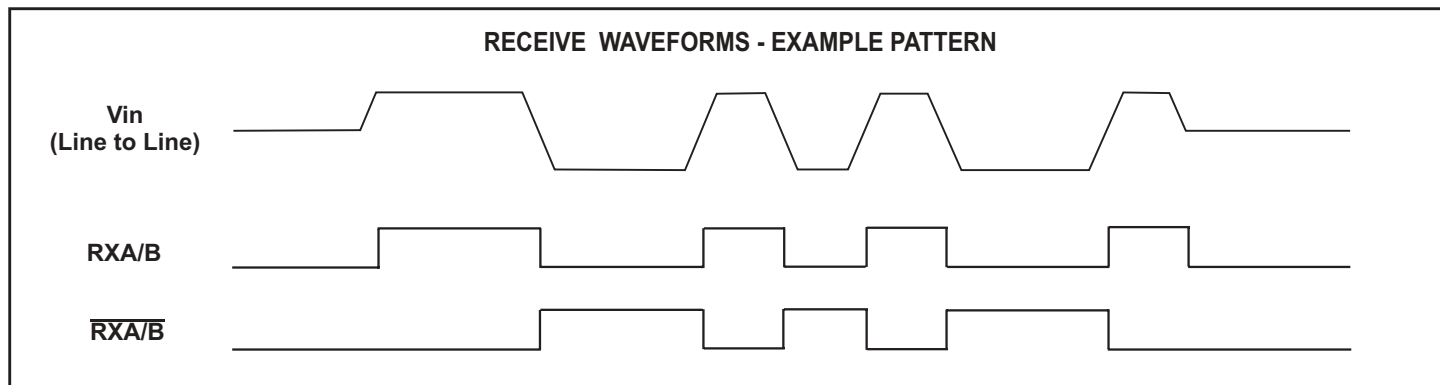 RECEIVE WAVEFORMS - EXAMPLE PATTERN
Vin
(Line to Line)
RXA/B
RXA/B